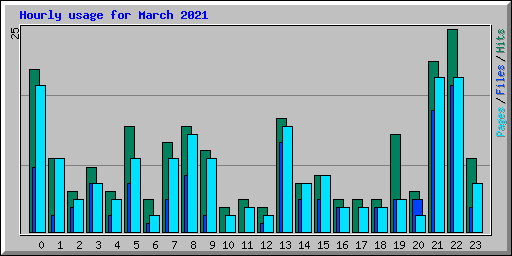 Hourly usage for March 2021
25
Pages / Files / Hits
0 1 2 3 4 5 6 7 8 9 10 11 12 13 14 15 16 17 18 19 20 21 22 23